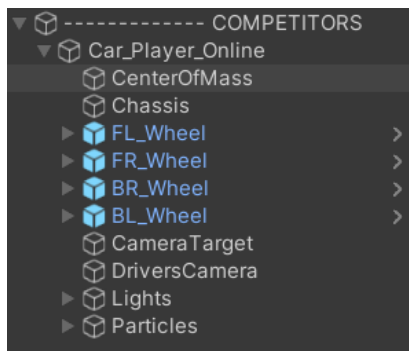 ------------- COMPETITORS
Car_Player_Online
CenterOfMass
Chassis
FL_Wheel
FR_Wheel
BR_Wheel
BL_Wheel
CameraTarget
DriversCamera
Lights
Particles